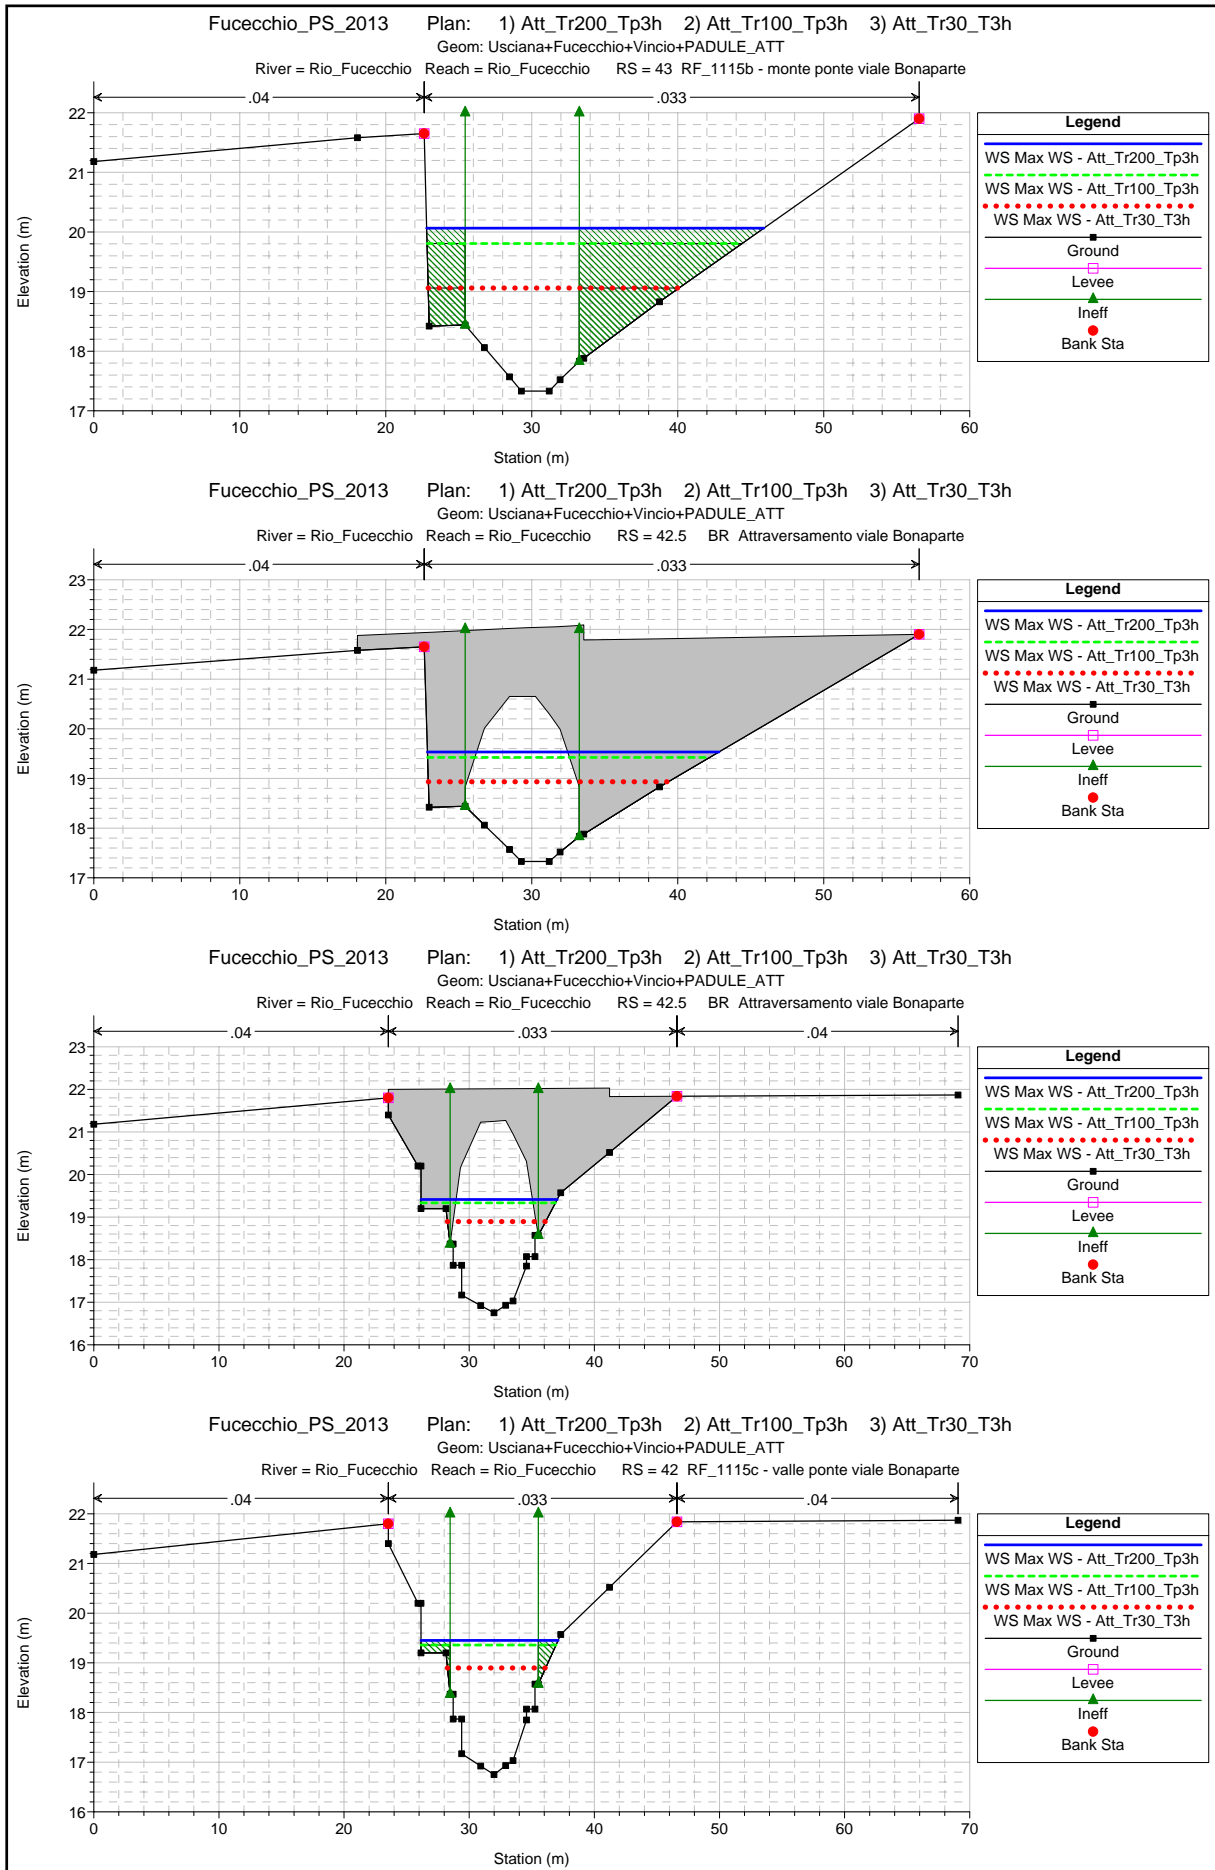 Fucecchio_PS_2013 Plan: 1) Att_Tr200_Tp3h 2) Att_Tr100_Tp3h 3) Att_Tr30_T3h
Geom: Usciana+Fucecchio+Vincio+PADULE_ATT
River = Rio_Fucecchio Reach = Rio_Fucecchio RS = 43 RF_1115b - monte ponte viale Bonaparte
.04 .033
22
21
20
19
18
17
Elevation (m)
0 10 20 30 40 50 60
Station (m)
Legend
WS Max WS - Att_Tr200_Tp3h
WS Max WS - Att_Tr100_Tp3h
WS Max WS - Att_Tr30_T3h
Ground
Levee
Ineff
Bank Sta
Fucecchio_PS_2013 Plan: 1) Att_Tr200_Tp3h 2) Att_Tr100_Tp3h 3) Att_Tr30_T3h
Geom: Usciana+Fucecchio+Vincio+PADULE_ATT
River = Rio_Fucecchio Reach = Rio_Fucecchio RS = 42.5 BR Attraversamento viale Bonaparte
.04 .033
23
22
21
20
19
18
17
Elevation (m)
0 10 20 30 40 50 60
Station (m)
Legend
WS Max WS - Att_Tr200_Tp3h
WS Max WS - Att_Tr100_Tp3h
WS Max WS - Att_Tr30_T3h
Ground
Levee
Ineff
Bank Sta
Fucecchio_PS_2013 Plan: 1) Att_Tr200_Tp3h 2) Att_Tr100_Tp3h 3) Att_Tr30_T3h
Geom: Usciana+Fucecchio+Vincio+PADULE_ATT
River = Rio_Fucecchio Reach = Rio_Fucecchio RS = 42.5 BR Attraversamento viale Bonaparte
.04 .033 .04
23
22
21
20
19
18
17
16
Elevation (m)
0 10 20 30 40 50 60 70
Station (m)
Legend
WS Max WS - Att_Tr200_Tp3h
WS Max WS - Att_Tr100_Tp3h
WS Max WS - Att_Tr30_T3h
Ground
Levee
Ineff
Bank Sta
Fucecchio_PS_2013 Plan: 1) Att_Tr200_Tp3h 2) Att_Tr100_Tp3h 3) Att_Tr30_T3h
Geom: Usciana+Fucecchio+Vincio+PADULE_ATT
River = Rio_Fucecchio Reach = Rio_Fucecchio RS = 42 RF_1115c - valle ponte viale Bonaparte
.04 .033 .04
22
21
20
19
18
17
16
Elevation (m)
0 10 20 30 40 50 60 70
Station (m)
Legend
WS Max WS - Att_Tr200_Tp3h
WS Max WS - Att_Tr100_Tp3h
WS Max WS - Att_Tr30_T3h
Ground
Levee
Ineff
Bank Sta